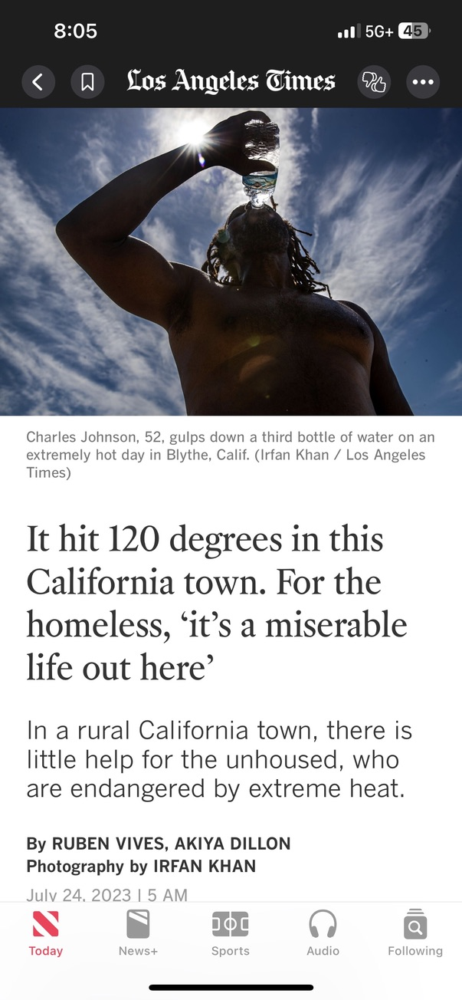 8:05
5G+ 45
Los Angeles Times
Charles Johnson, 52, gulps down a third bottle of water on an
extremely hot day in Blythe, Calif. (Irfan Khan / Los Angeles
Times)
It hit 120 degrees in this
California town. For the
homeless, ‘it’s a miserable
life out here’
In a rural California town, there is
little help for the unhoused, who
are endangered by extreme heat.
By RUBEN VIVES, AKIYA DILLON
Photography by IRFAN KHAN
July 24, 2023 | 5 AM
Today
News+
Sports
Audio
Following